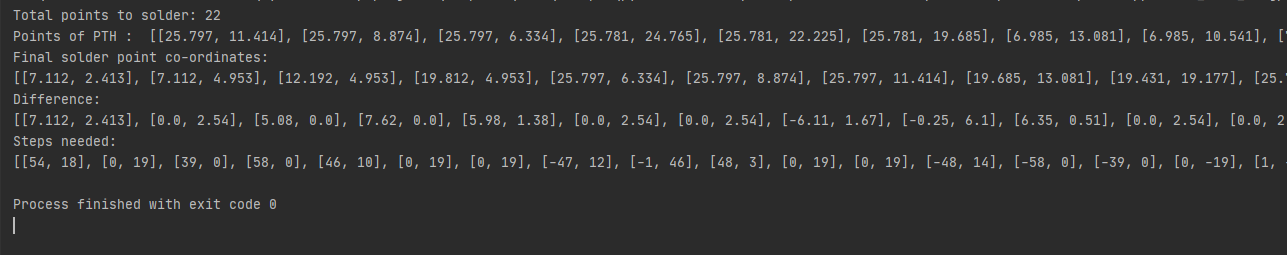 Total points to solder: 22
Points of PTH :  [[25.797, 11.414], [25.797, 8.874], [25.797, 6.334], [25.781, 24.765], [25.781, 22.225], [25.781, 19.685], [6.985, 13.081], [6.985, 10.541], [6.985, 8.001], [
Final solder point co-ordinates:
[[7.112, 2.413], [7.112, 4.953], [12.192, 4.953], [19.812, 4.953], [25.797, 6.334], [25.797, 8.874], [25.797, 11.414], [19.685, 13.081], [19.431, 19.177], [25.
Difference:
[[7.112, 2.413], [0.0, 2.54], [5.08, 0.0], [7.62, 0.0], [5.98, 1.38], [0.0, 2.54], [0.0, 2.54], [-6.11, 1.67], [-0.25, 6.1], [6.35, 0.51], [0.0, 2.54], [0.0, 2
Steps needed:
[[54, 18], [0, 19], [39, 0], [58, 0], [46, 10], [0, 19], [0, 19], [-47, 12], [-1, 46], [48, 3], [0, 19], [0, 19], [-48, 14], [-58, 0], [-39, 0], [0, -19], [1, -
Process finished with exit code 0